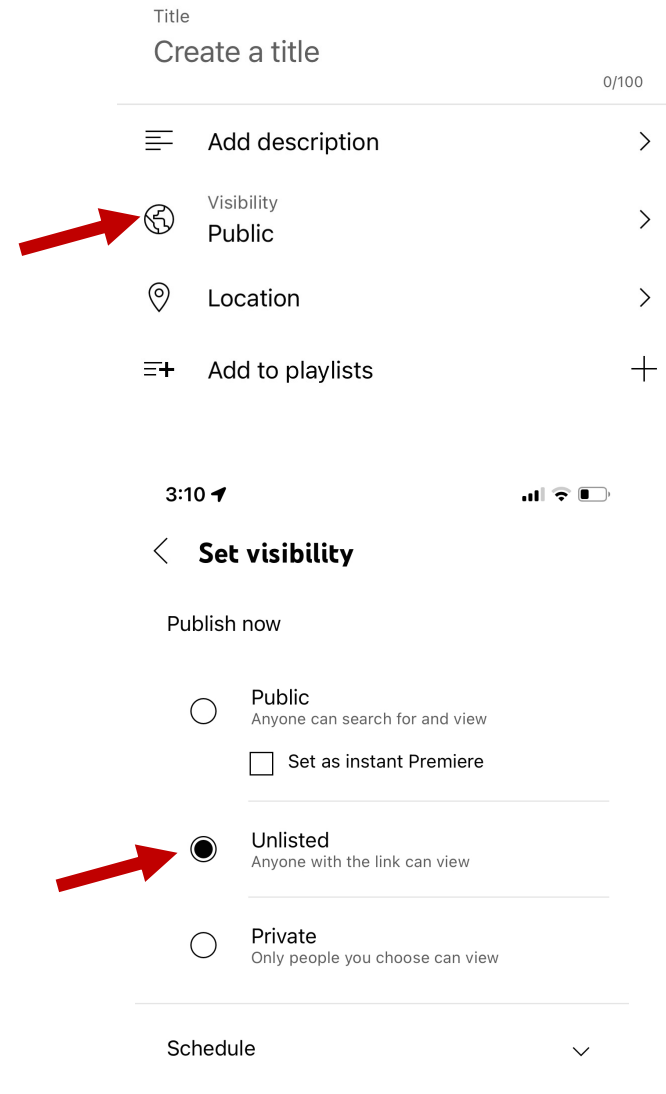 Title
Create a title
0/100
Add description
Visibility
Public
Location
Add to playlists
3:10
Set visibility
Publish now
Public
Anyone can search for and view
Set as instant Premiere
Unlisted
Anyone with the link can view
Private
Only people you choose can view
Schedule